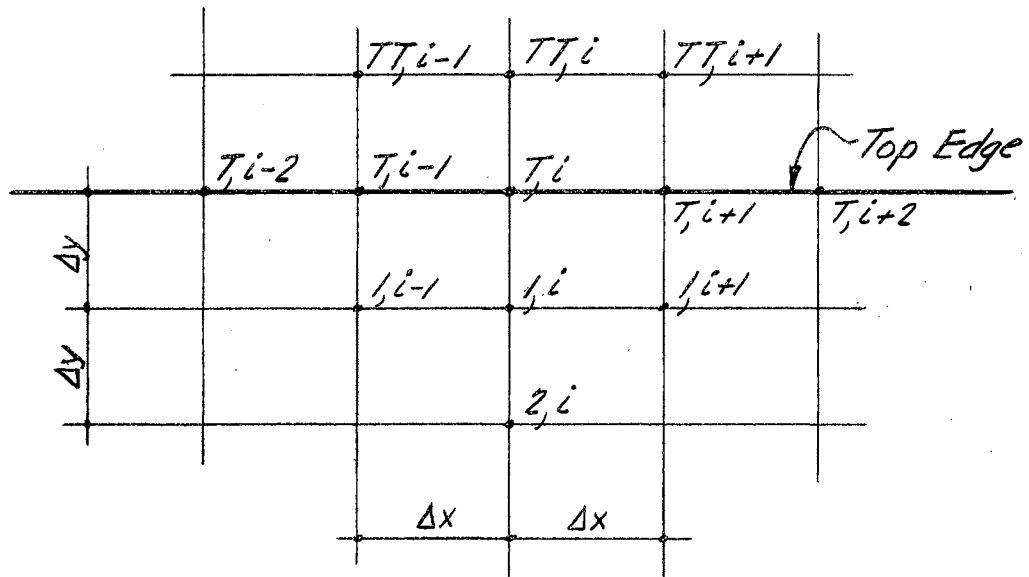 TT,i-1 TT,i TT,i+1
Top Edge
T,i-2 T,i-1 T,i
T,i+1 T,i+2
Δy
1,i-1 1,i 1,i+1
Δy
2,i
Δx Δx